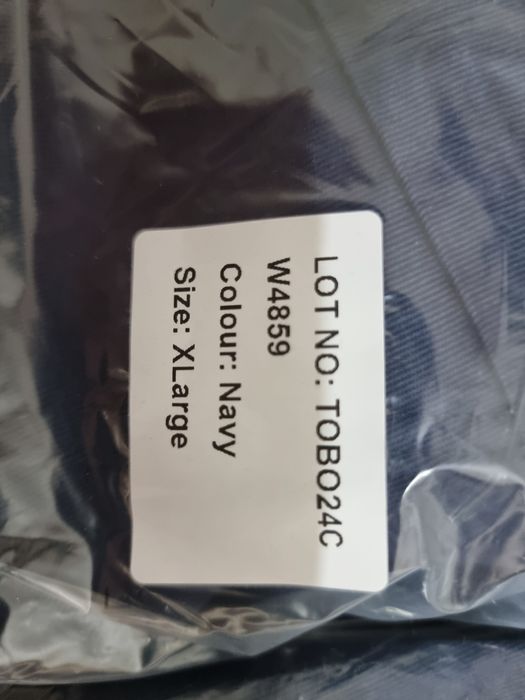 LOT NO: TOBO24C
W4859
Colour: Navy
Size: XLarge